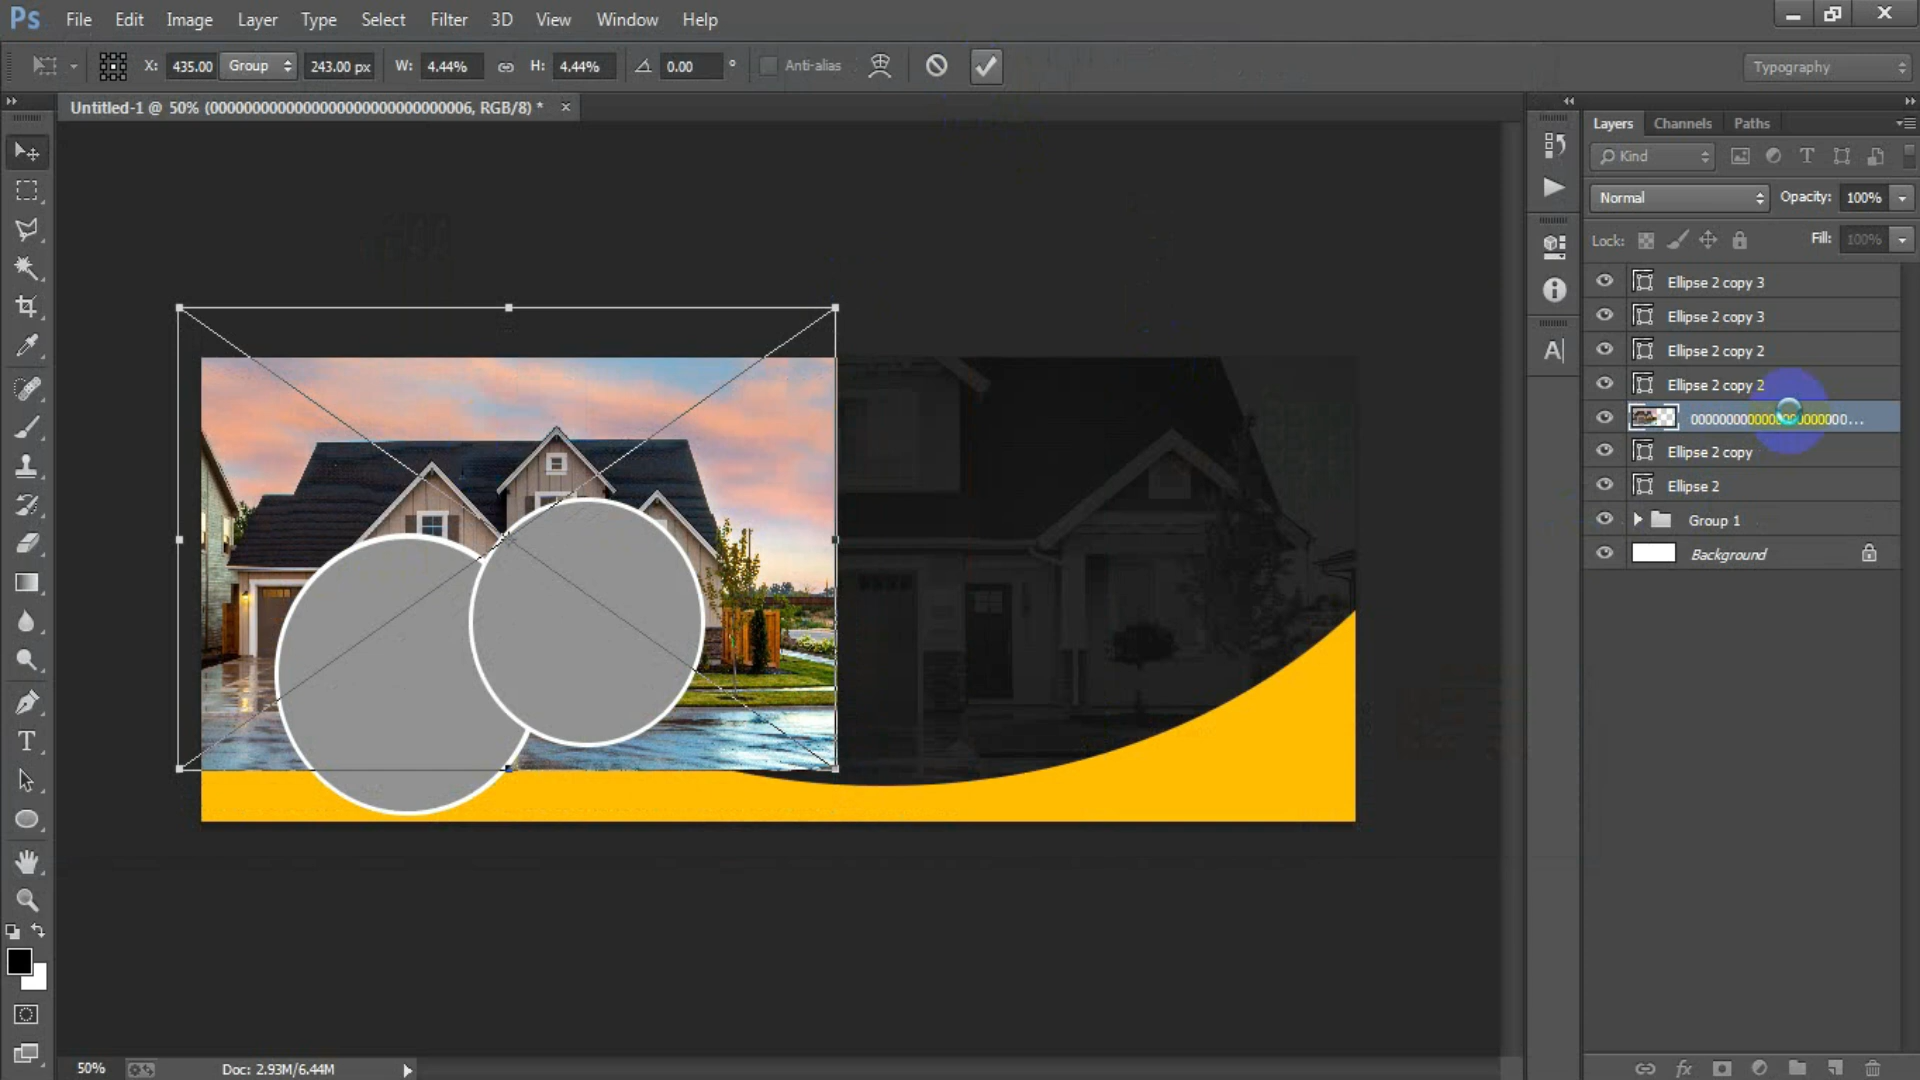 Ps File Edit Image Layer Type Select Filter 3D View Window Help
X: 435.00 Group 243.00 px W: 4.44% H: 4.44% 0.00 ° Anti-alias Typography
Untitled-1 @ 50% (0000000000000000000000000000006, RGB/8) * ×
Layers Channels Paths
Kind
Normal Opacity: 100%
Lock: Fill: 100%
Ellipse 2 copy 3
Ellipse 2 copy 3
Ellipse 2 copy 2
Ellipse 2 copy 2
Ellipse 2 copy
Ellipse 2
Group 1
Background
50% Doc: 2.93M/6.44M